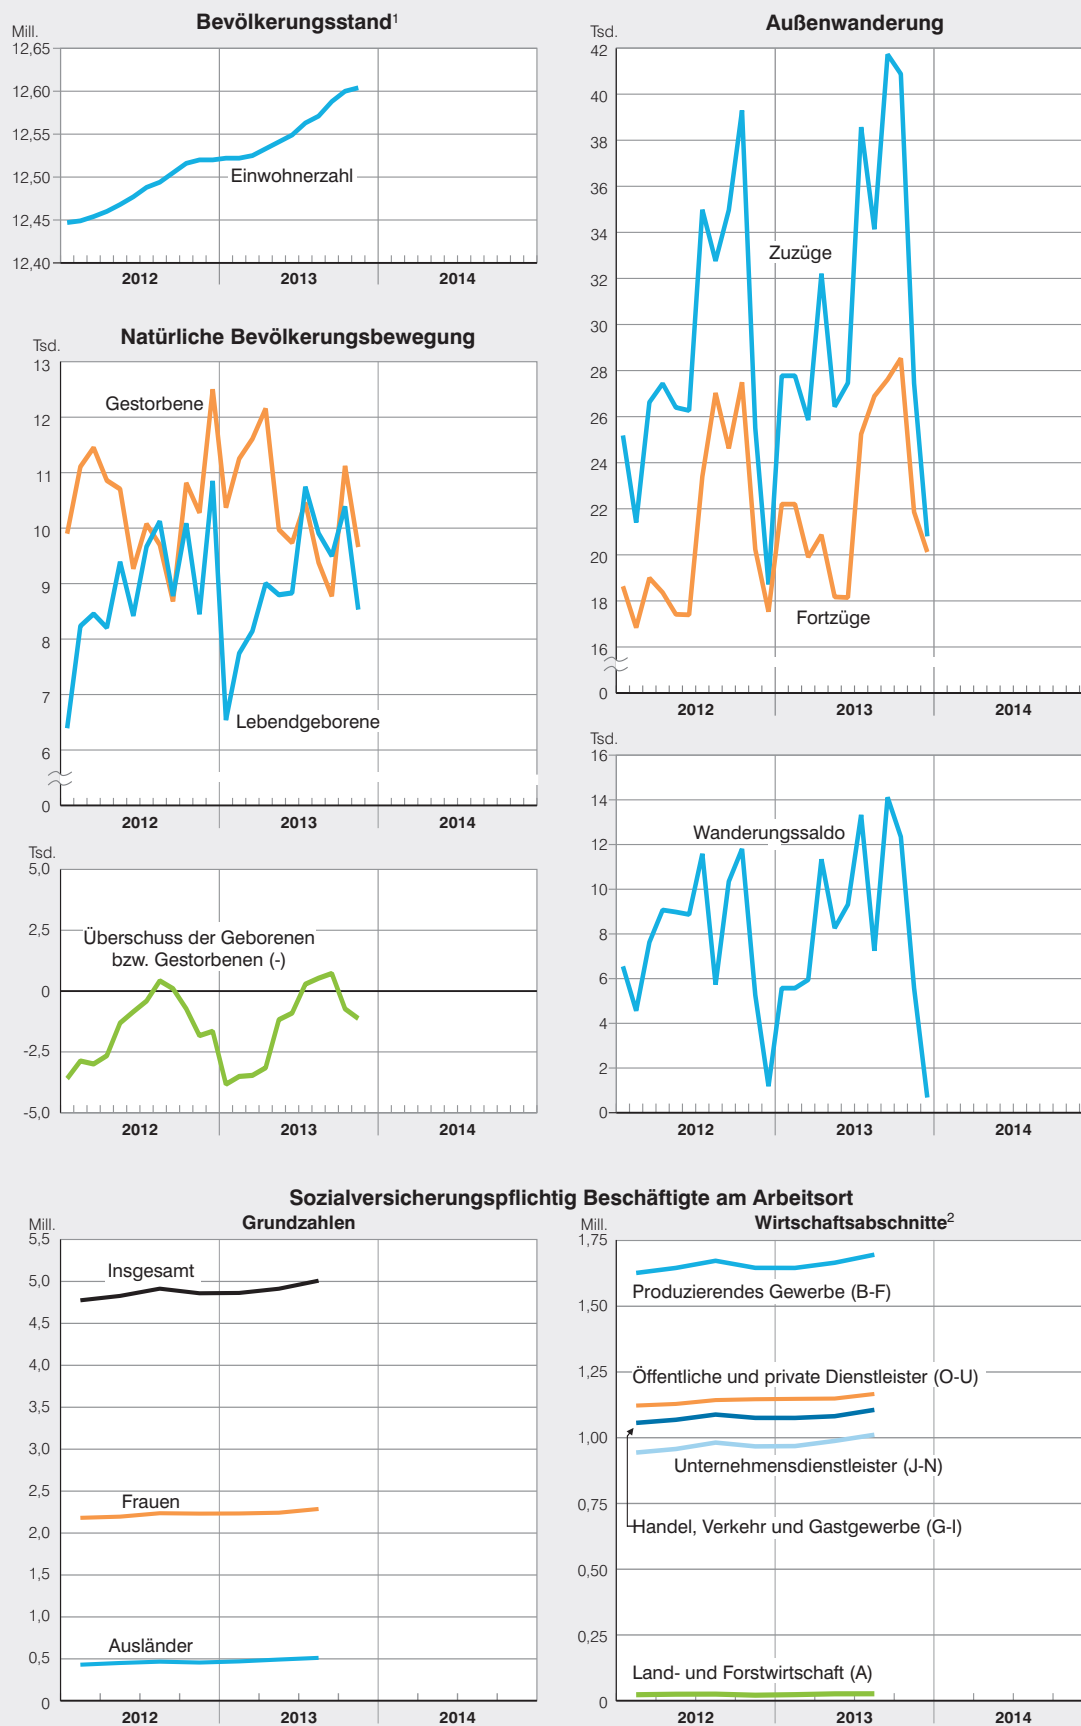 Bevölkerungsstand¹
Mill.
12,65
12,60
12,55
12,50
12,45
12,40
Einwohnerzahl
2012
2013
2014
Natürliche Bevölkerungsbewegung
Tsd.
13
12
11
10
9
8
7
6
0
Gestorbene
Lebendgeborene
2012
2013
2014
Tsd.
5,0
2,5
0
-2,5
-5,0
Überschuss der Geborenen
bzw. Gestorbenen (-)
2012
2013
2014
Außenwanderung
Tsd.
42
40
38
36
34
32
30
28
26
24
22
20
18
16
0
Zuzüge
Fortzüge
2012
2013
2014
Tsd.
16
14
12
10
8
6
4
2
0
Wanderungssaldo
2012
2013
2014
Sozialversicherungspflichtig Beschäftigte am Arbeitsort
Grundzahlen
Mill.
5,5
5,0
4,5
4,0
3,5
3,0
2,5
2,0
1,5
1,0
0,5
0
Insgesamt
Frauen
Ausländer
2012
2013
2014
Wirtschaftsabschnitte²
Mill.
1,75
1,50
1,25
1,00
0,75
0,50
0,25
0
Produzierendes Gewerbe (B-F)
Öffentliche und private Dienstleister (O-U)
Unternehmensdienstleister (J-N)
Handel, Verkehr und Gastgewerbe (G-I)
Land- und Forstwirtschaft (A)
2012
2013
2014